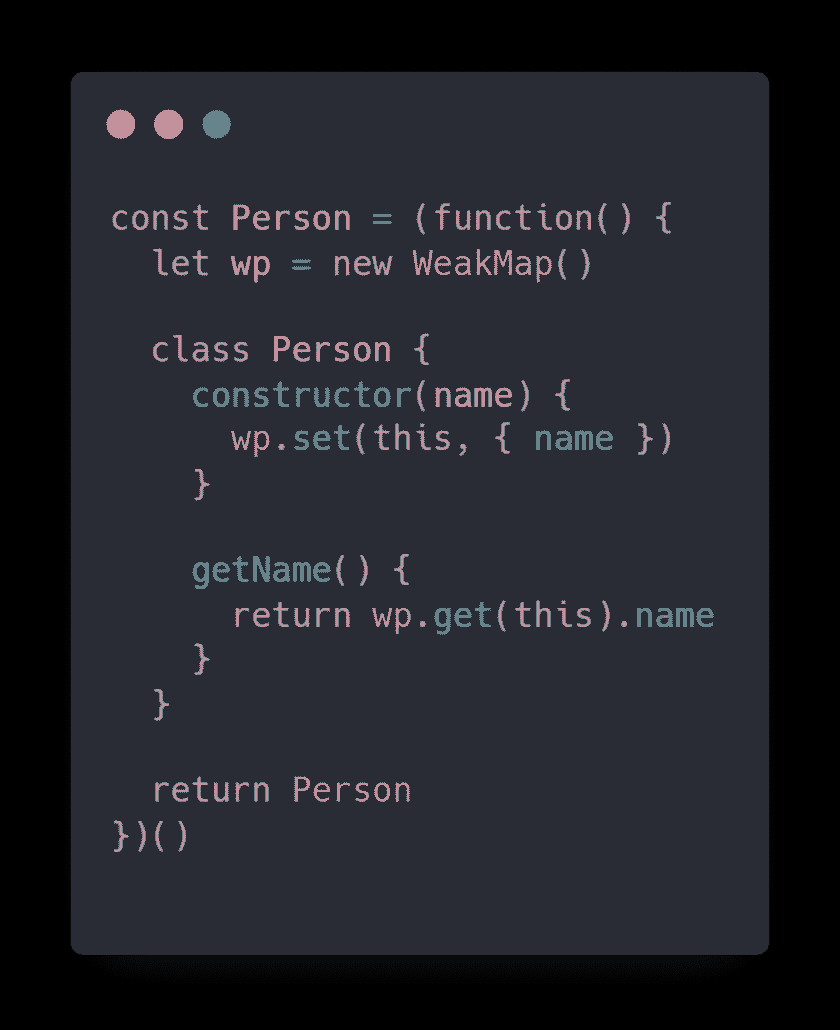 const Person = (function() {
  let wp = new WeakMap()

  class Person {
    constructor(name) {
      wp.set(this, { name })
    }

    getName() {
      return wp.get(this).name
    }
  }

  return Person
})()